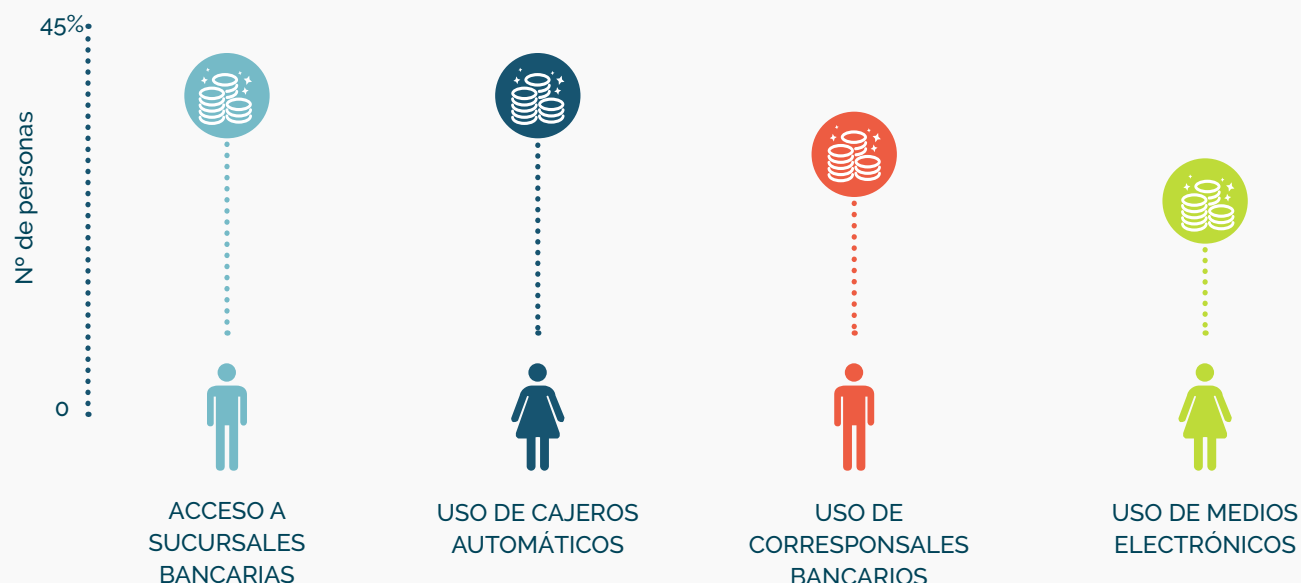 45%
Nº de personas
0
ACCESO A
SUCURSALES
BANCARIAS
USO DE CAJEROS
AUTOMÁTICOS
USO DE
CORRESPONSALES
BANCARIOS
USO DE MEDIOS
ELECTRÓNICOS